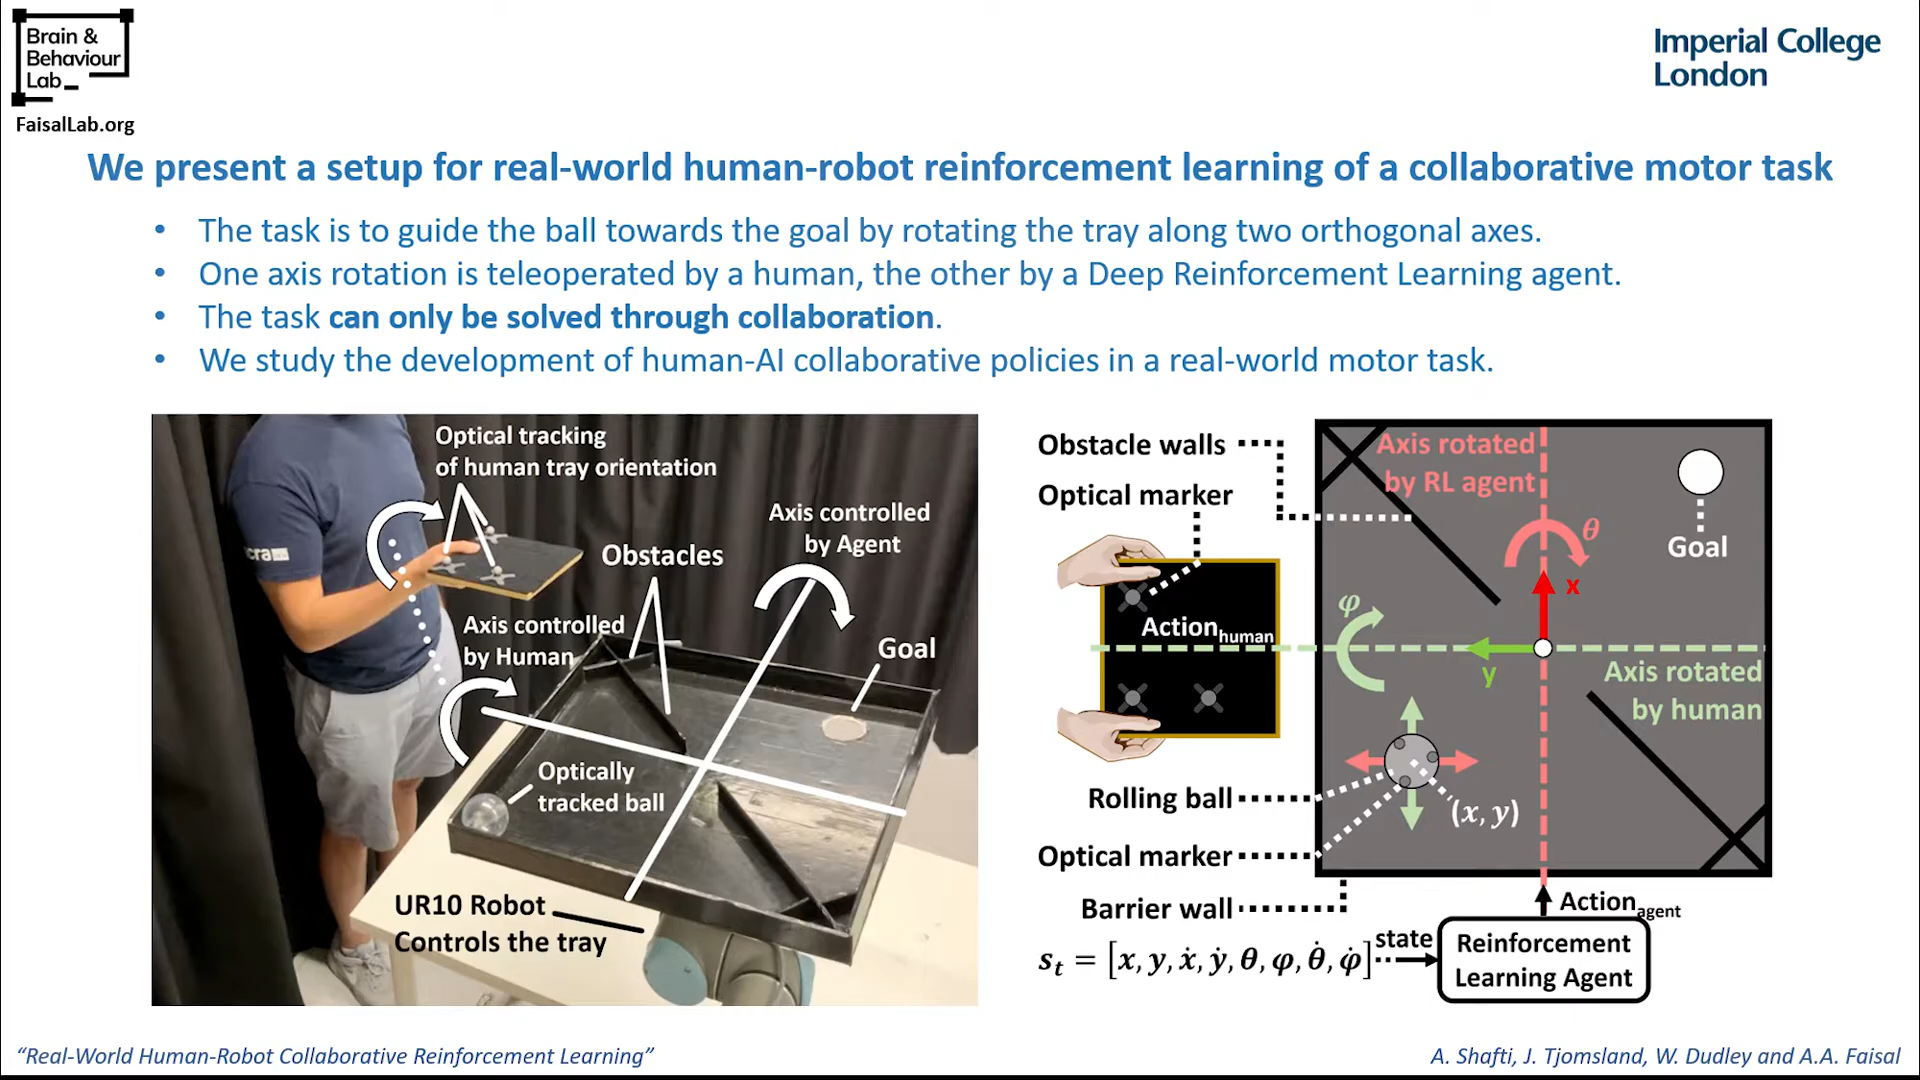 Brain &
Behaviour
Lab_
FaisalLab.org
Imperial College
London
We present a setup for real-world human-robot reinforcement learning of a collaborative motor task
• The task is to guide the ball towards the goal by rotating the tray along two orthogonal axes.
• One axis rotation is teleoperated by a human, the other by a Deep Reinforcement Learning agent.
• The task can only be solved through collaboration.
• We study the development of human-AI collaborative policies in a real-world motor task.
Optical tracking
of human tray orientation
Axis controlled
by Agent
Obstacles
Axis controlled
by Human
Goal
Optically
tracked ball
UR10 Robot
Controls the tray
Obstacle walls
Optical marker
Axis rotated
by RL agent
θ
Goal
x
φ
Action_human
y
Axis rotated
by human
Rolling ball
(x, y)
Optical marker
Barrier wall
Action_agent
s_t = [x, y, ẋ, ẏ, θ, φ, θ̇, φ̇]
state
Reinforcement
Learning Agent
“Real-World Human-Robot Collaborative Reinforcement Learning”
A. Shafti, J. Tjomsland, W. Dudley and A.A. Faisal